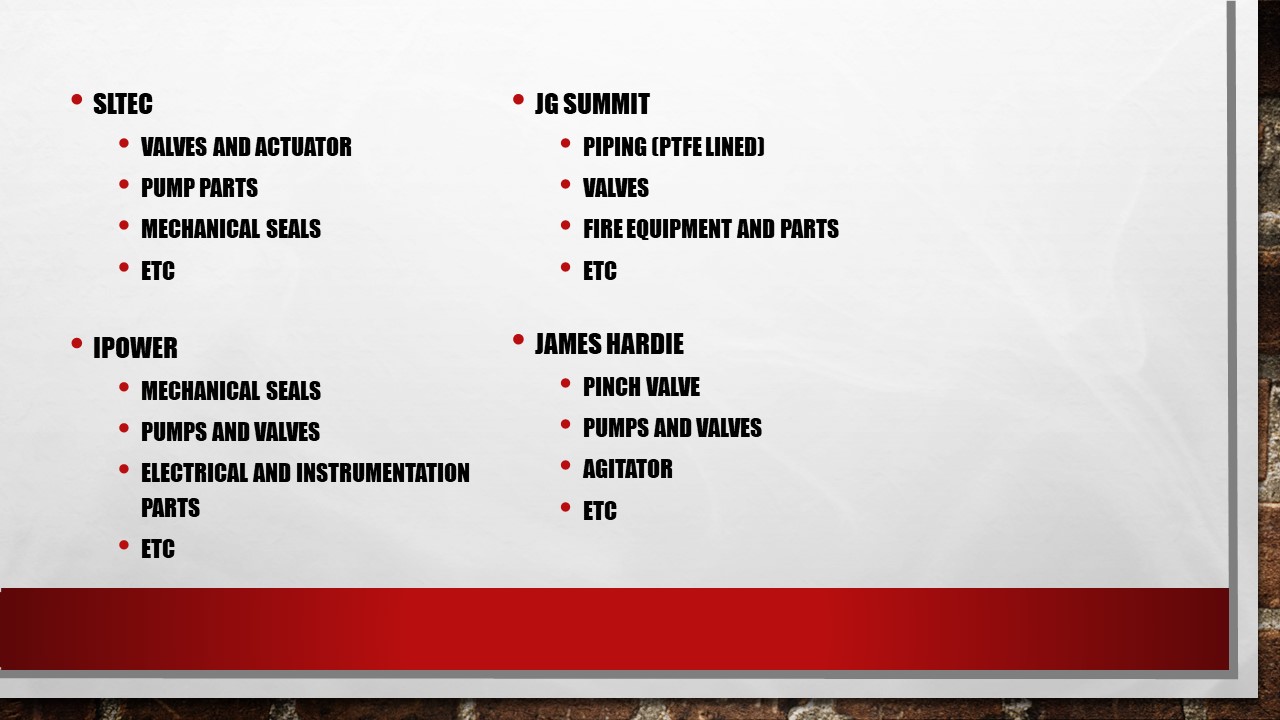 SLTEC
VALVES AND ACTUATOR
PUMP PARTS
MECHANICAL SEALS
ETC
IPOWER
MECHANICAL SEALS
PUMPS AND VALVES
ELECTRICAL AND INSTRUMENTATION
PARTS
ETC
JG SUMMIT
PIPING (PTFE LINED)
VALVES
FIRE EQUIPMENT AND PARTS
ETC
JAMES HARDIE
PINCH VALVE
PUMPS AND VALVES
AGITATOR
ETC